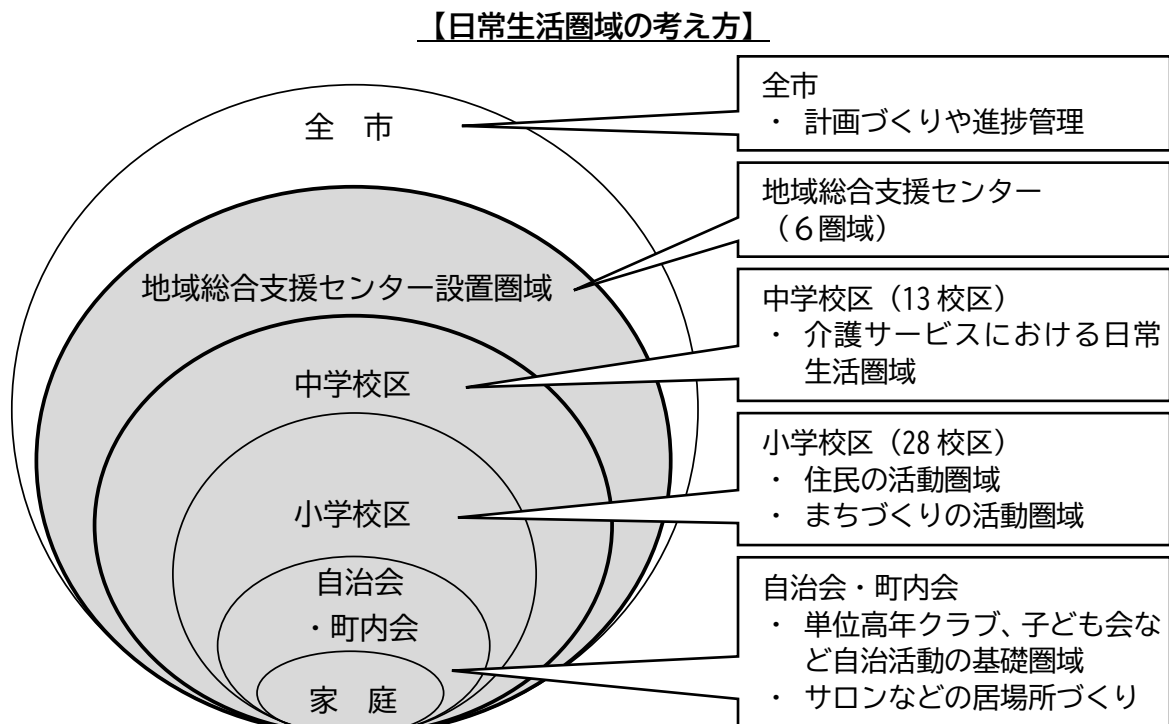 【日常生活圏域の考え方】
全　市
地域総合支援センター設置圏域
中学校区
小学校区
自治会
・町内会
家　庭
全市
・ 計画づくりや進捗管理
地域総合支援センター
（６圏域）
中学校区（13校区）
・ 介護サービスにおける日常
生活圏域
小学校区（28校区）
・ 住民の活動圏域
・ まちづくりの活動圏域
自治会・町内会
・ 単位高年クラブ、子ども会な
ど自治活動の基礎圏域
・ サロンなどの居場所づくり